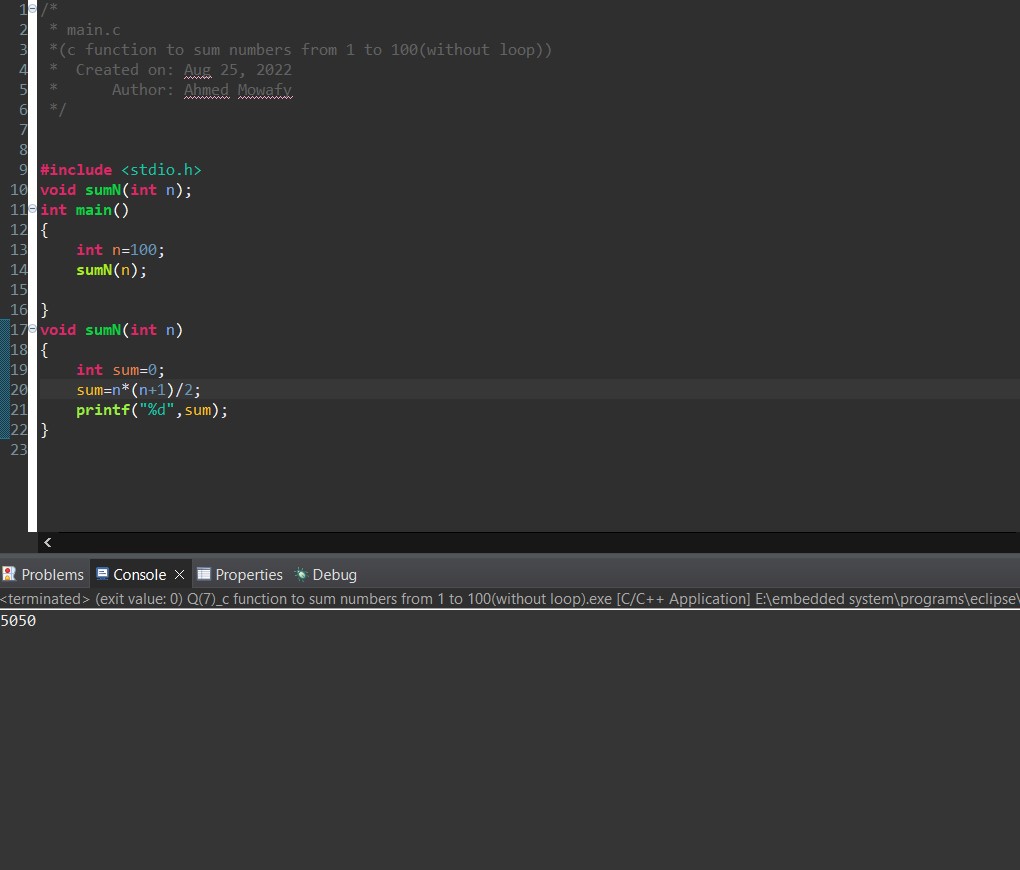 1 /*
2  * main.c
3  *(c function to sum numbers from 1 to 100(without loop))
4  *  Created on: Aug 25, 2022
5  *      Author: Ahmed Mowafy
6  */
7
8
9 #include <stdio.h>
10 void sumN(int n);
11 int main()
12 {
13     int n=100;
14     sumN(n);
15
16 }
17 void sumN(int n)
18 {
19     int sum=0;
20     sum=n*(n+1)/2;
21     printf("%d",sum);
22 }
23
Problems Console Properties Debug
<terminated> (exit value: 0) Q(7)_c function to sum numbers from 1 to 100(without loop).exe [C/C++ Application] E:\embedded system\programs\eclipse\
5050